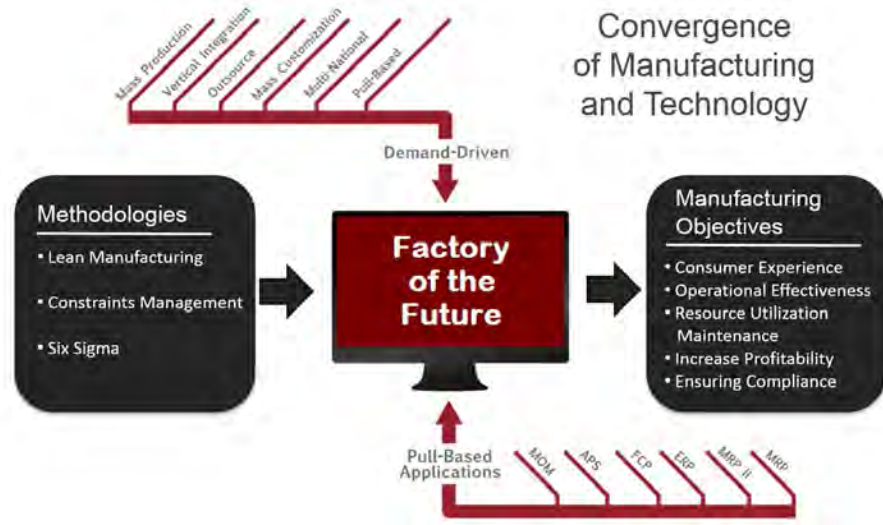 Convergence
of Manufacturing
and Technology
Mass Production
Vertical Integration
Outsource
Mass Customization
Multi-National
Pull-Based
Demand-Driven
Methodologies
▪ Lean Manufacturing
▪ Constraints Management
▪ Six Sigma
Factory
of the
Future
Manufacturing
Objectives
• Consumer Experience
• Operational Effectiveness
• Resource Utilization
Maintenance
• Increase Profitability
• Ensuring Compliance
Pull-Based
Applications
MOM
APS
FCP
ERP
MRP II
MRP